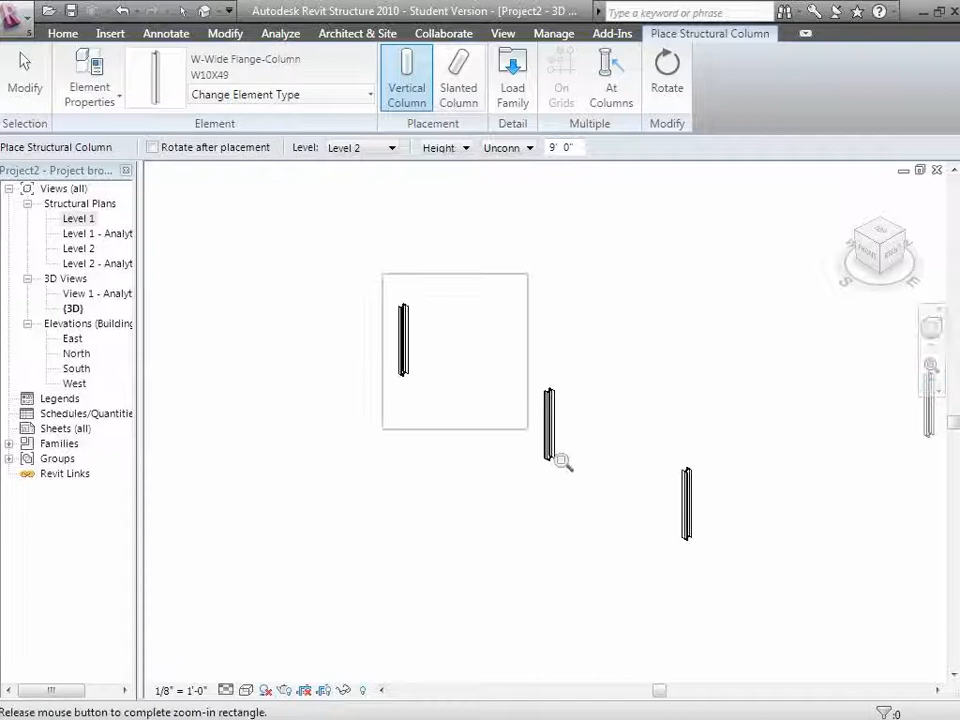 Autodesk Revit Structure 2010 - Student Version - [Project2 - 3D ...
Type a keyword or phrase
Home Insert Annotate Modify Analyze Architect & Site Collaborate View Manage Add-Ins Place Structural Column
Modify
Element Properties
W-Wide Flange-Column
W10X49
Change Element Type
Vertical Column
Slanted Column
Load Family
On Grids
At Columns
Rotate
Selection Element Placement Detail Multiple Modify
Place Structural Column Rotate after placement Level: Level 2 Height Unconn 9' 0"
Project2 - Project bro...
Views (all)
Structural Plans
Level 1
Level 1 - Analyt
Level 2
Level 2 - Analyt
3D Views
View 1 - Analyt
{3D}
Elevations (Building
East
North
South
West
Legends
Schedules/Quantitie
Sheets (all)
Families
Groups
Revit Links
FRONT
S
E
1/8" = 1'-0"
Release mouse button to complete zoom-in rectangle.
:0